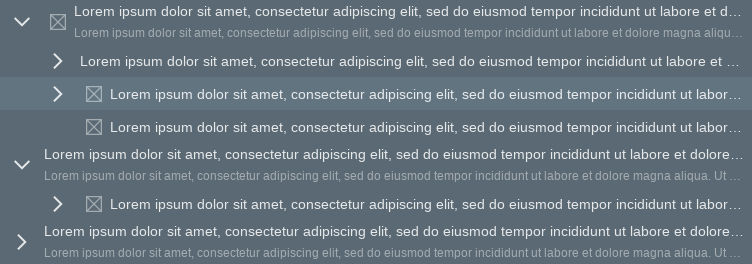 Lorem ipsum dolor sit amet, consectetur adipiscing elit, sed do eiusmod tempor incididunt ut labore et d…
Lorem ipsum dolor sit amet, consectetur adipiscing elit, sed do eiusmod tempor incididunt ut labore et dolore magna aliqu…
Lorem ipsum dolor sit amet, consectetur adipiscing elit, sed do eiusmod tempor incididunt ut labore et …
Lorem ipsum dolor sit amet, consectetur adipiscing elit, sed do eiusmod tempor incididunt ut labor…
Lorem ipsum dolor sit amet, consectetur adipiscing elit, sed do eiusmod tempor incididunt ut labor…
Lorem ipsum dolor sit amet, consectetur adipiscing elit, sed do eiusmod tempor incididunt ut labore et dolore…
Lorem ipsum dolor sit amet, consectetur adipiscing elit, sed do eiusmod tempor incididunt ut labore et dolore magna aliqua. Ut …
Lorem ipsum dolor sit amet, consectetur adipiscing elit, sed do eiusmod tempor incididunt ut labor…
Lorem ipsum dolor sit amet, consectetur adipiscing elit, sed do eiusmod tempor incididunt ut labore et dolore…
Lorem ipsum dolor sit amet, consectetur adipiscing elit, sed do eiusmod tempor incididunt ut labore et dolore magna aliqua. Ut …